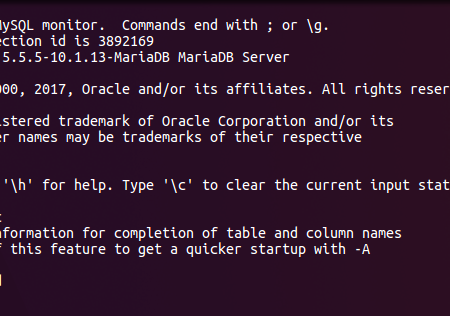 MySQL monitor.  Commands end with ; or \g.
ection id is 3892169
5.5.5-10.1.13-MariaDB MariaDB Server
00, 2017, Oracle and/or its affiliates. All rights reser
istered trademark of Oracle Corporation and/or its
er names may be trademarks of their respective
'\h' for help. Type '\c' to clear the current input stat
nformation for completion of table and column names
f this feature to get a quicker startup with -A